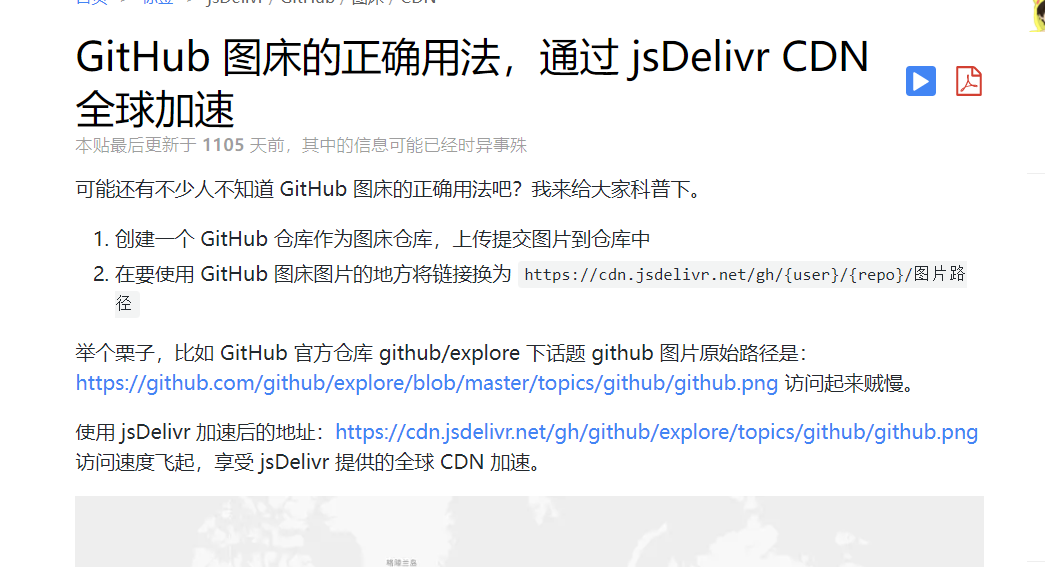 首页 > 标签 > jsDelivr / GitHub / 图床 / CDN
GitHub 图床的正确用法，通过 jsDelivr CDN
全球加速
本贴最后更新于 1105 天前，其中的信息可能已经时异事殊
可能还有不少人不知道 GitHub 图床的正确用法吧？我来给大家科普下。
1. 创建一个 GitHub 仓库作为图床仓库，上传提交图片到仓库中
2. 在要使用 GitHub 图床图片的地方将链接换为 https://cdn.jsdelivr.net/gh/{user}/{repo}/图片路
径
举个栗子，比如 GitHub 官方仓库 github/explore 下话题 github 图片原始路径是：
https://github.com/github/explore/blob/master/topics/github/github.png 访问起来贼慢。
使用 jsDelivr 加速后的地址：https://cdn.jsdelivr.net/gh/github/explore/topics/github/github.png
访问速度飞起，享受 jsDelivr 提供的全球 CDN 加速。